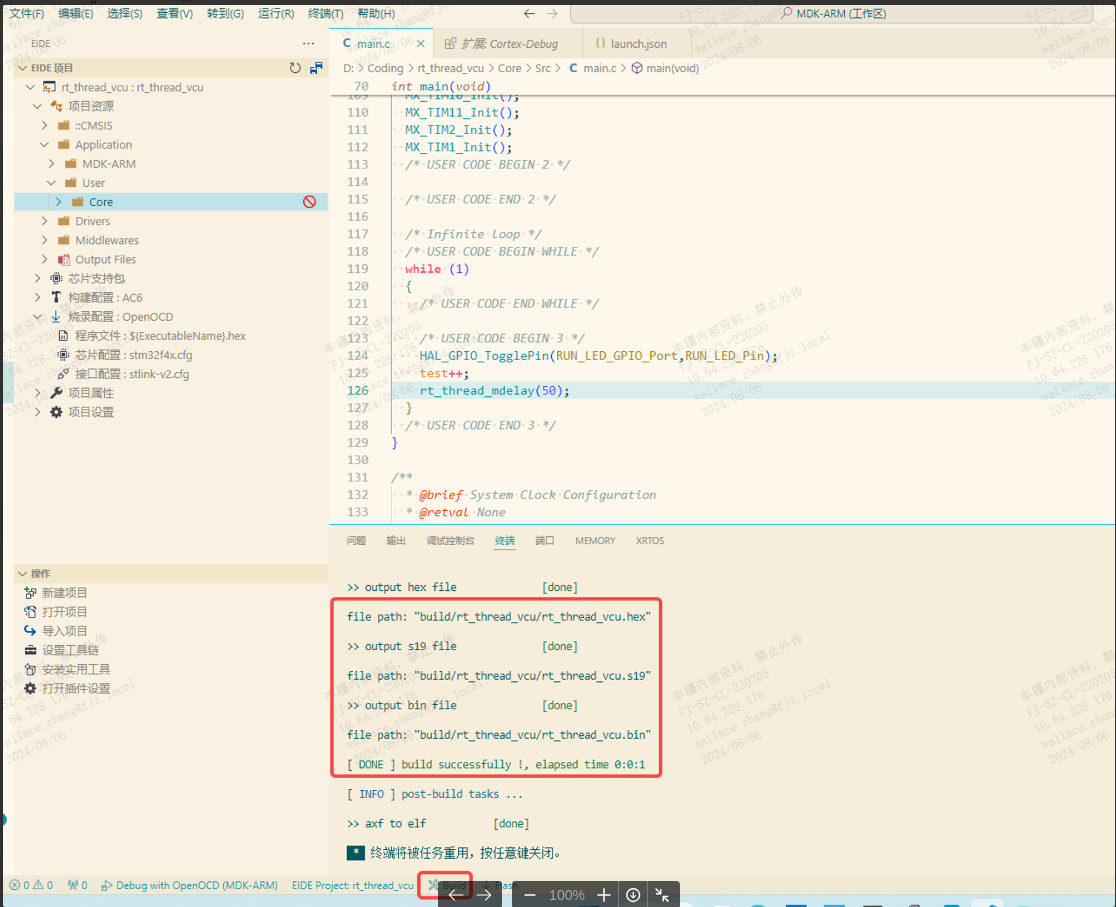 文件(F) 编辑(E) 选择(S) 查看(V) 转到(G) 运行(R) 终端(T) 帮助(H)
MDK-ARM (工作区)
EIDE
EIDE 项目
rt_thread_vcu : rt_thread_vcu
项目资源
::CMSIS
Application
MDK-ARM
User
Core
Drivers
Middlewares
Output Files
芯片支持包
构建配置 : AC6
烧录配置 : OpenOCD
程序文件 : ${ExecutableName}.hex
芯片配置 : stm32f4x.cfg
接口配置 : stlink-v2.cfg
项目属性
项目设置
操作
新建项目
打开项目
导入项目
设置工具链
安装实用工具
打开插件设置
main.c
扩展: Cortex-Debug
launch.json
D: > Coding > rt_thread_vcu > Core > Src > C main.c > main(void)
70 int main(void)
109 MX_TIM10_Init();
110 MX_TIM11_Init();
111 MX_TIM2_Init();
112 MX_TIM1_Init();
113 /* USER CODE BEGIN 2 */
114
115 /* USER CODE END 2 */
116
117 /* Infinite loop */
118 /* USER CODE BEGIN WHILE */
119 while (1)
120 {
121 /* USER CODE END WHILE */
122
123 /* USER CODE BEGIN 3 */
124 HAL_GPIO_TogglePin(RUN_LED_GPIO_Port,RUN_LED_Pin);
125 test++;
126 rt_thread_mdelay(50);
127 }
128 /* USER CODE END 3 */
129 }
130
131 /**
132 * @brief System Clock Configuration
133 * @retval None
问题 输出 调试控制台 终端 端口 MEMORY XRTOS
>> output hex file [done]
file path: "build/rt_thread_vcu/rt_thread_vcu.hex"
>> output s19 file [done]
file path: "build/rt_thread_vcu/rt_thread_vcu.s19"
>> output bin file [done]
file path: "build/rt_thread_vcu/rt_thread_vcu.bin"
[ DONE ] build successfully !, elapsed time 0:0:1
[ INFO ] post-build tasks ...
>> axf to elf [done]
* 终端将被任务重用，按任意键关闭。
0 0 0 Debug with OpenOCD (MDK-ARM) EIDE Project: rt_thread_vcu Build Flash
100%
丰疆内部资料，禁止外传
FJ-SZ-CL-220205
10.64.228.176
wallace.zhang@fjz.local
2024/08/06